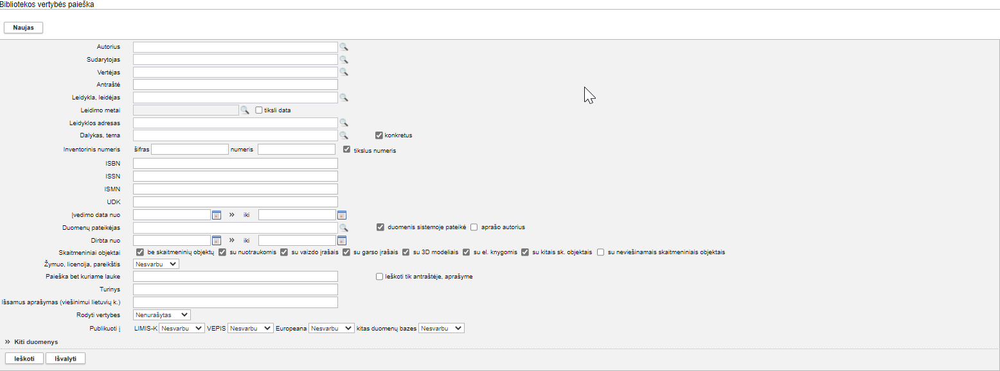 Bibliotekos vertybės paieška
Naujas
Autorius
Sudarytojas
Vertėjas
Antraštė
Leidykla, leidėjas
Leidimo metai tiksli data
Leidyklos adresas
Dalykas, tema konkretus
Inventorinis numeris šifras numeris tikslus numeris
ISBN
ISSN
ISMN
UDK
Įvedimo data nuo » iki
Duomenų pateikėjas duomenis sistemoje pateikė aprašo autorius
Dirbta nuo » iki
Skaitmeniniai objektai be skaitmeninių objektų su nuotraukomis su vaizdo įrašais su garso įrašais su 3D modeliais su el. knygomis su kitais sk. objektais su neviešinamais skaitmeniniais objektais
Žymuo, licencija, pareikštis Nesvarbu
Paieška bet kuriame lauke Ieškoti tik antraštėje, aprašyme
Turinys
Išsamus aprašymas (viešinimui lietuvių k.)
Rodyti vertybes Nenurašytas
Publikuoti į LIMIS-K Nesvarbu VEPIS Nesvarbu Europeana Nesvarbu kitas duomenų bazes Nesvarbu
» Kiti duomenys
Ieškoti Išvalyti